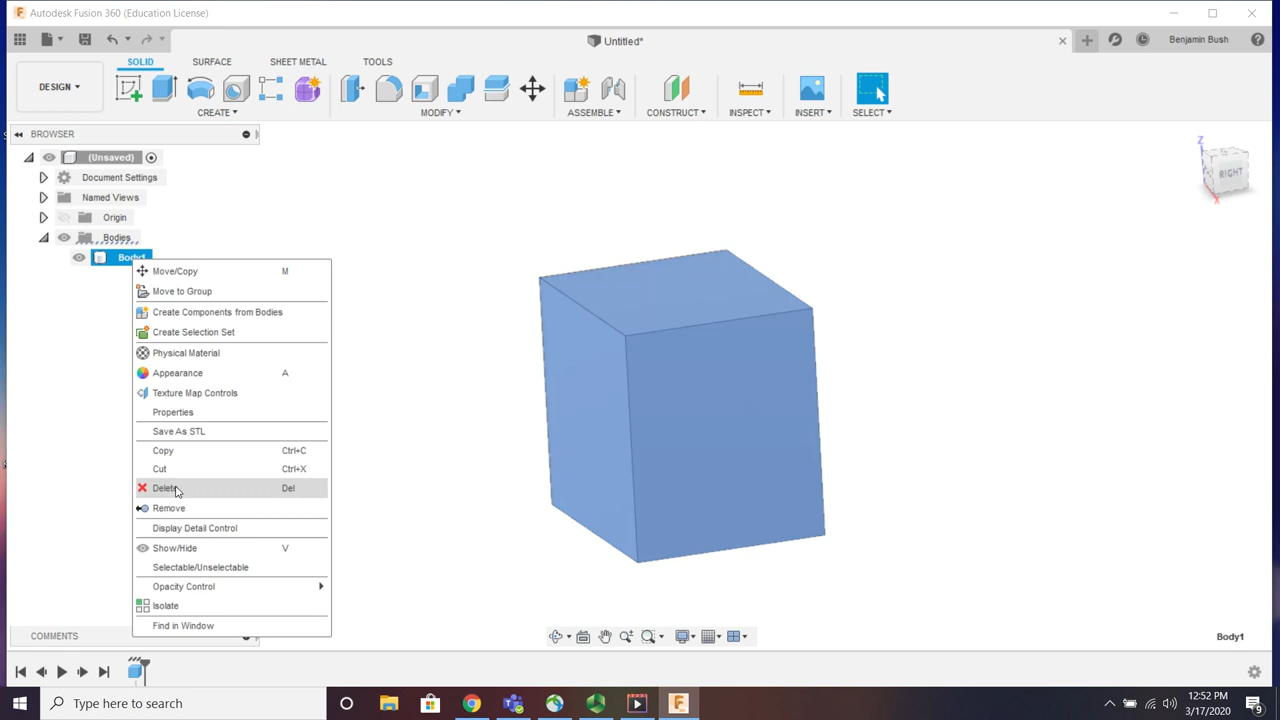 Autodesk Fusion 360 (Education License)
Untitled*
Benjamin Bush
DESIGN
SOLID SURFACE SHEET METAL TOOLS
CREATE MODIFY ASSEMBLE CONSTRUCT INSPECT INSERT SELECT
BROWSER
(Unsaved)
Document Settings
Named Views
Origin
Bodies
Body1
Move/Copy M
Move to Group
Create Components from Bodies
Create Selection Set
Physical Material
Appearance A
Texture Map Controls
Properties
Save As STL
Copy Ctrl+C
Cut Ctrl+X
Delete Del
Remove
Display Detail Control
Show/Hide V
Selectable/Unselectable
Opacity Control
Isolate
Find in Window
Z
RIGHT
X
COMMENTS
Body1
Type here to search
12:52 PM
3/17/2020
9